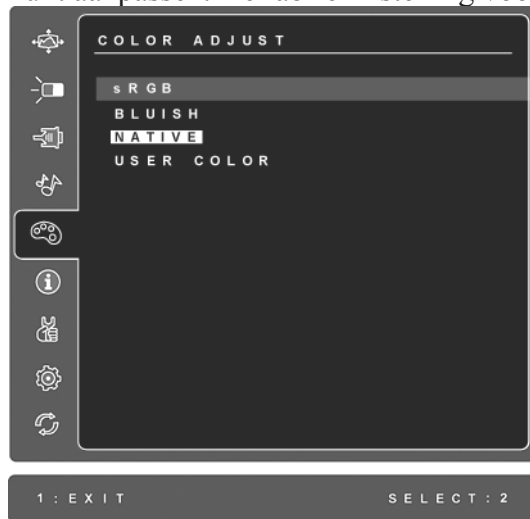 COLOR ADJUST
sRGB
BLUISH
NATIVE
USER COLOR
1:EXIT SELECT:2